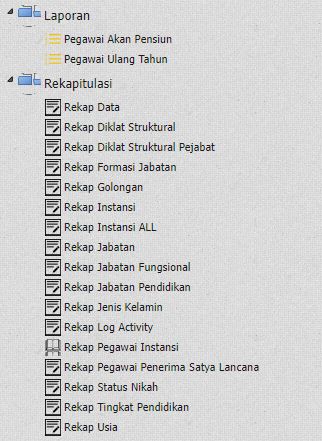 Laporan
Pegawai Akan Pensiun
Pegawai Ulang Tahun
Rekapitulasi
Rekap Data
Rekap Diklat Struktural
Rekap Diklat Struktural Pejabat
Rekap Formasi Jabatan
Rekap Golongan
Rekap Instansi
Rekap Instansi ALL
Rekap Jabatan
Rekap Jabatan Fungsional
Rekap Jabatan Pendidikan
Rekap Jenis Kelamin
Rekap Log Activity
Rekap Pegawai Instansi
Rekap Pegawai Penerima Satya Lancana
Rekap Status Nikah
Rekap Tingkat Pendidikan
Rekap Usia